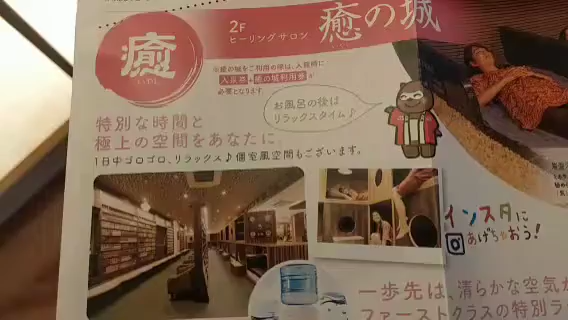 癒
いやし
2F
ヒーリングサロン
癒の城
※癒の城をご利用の際は、入館時に
入泉券+癒の城利用券が
必要となります。
お風呂の後は
リラックスタイム♪
特別な時間と
極上の空間をあなたに
1日中ゴロゴロ、リラックス♪個室風空間もございます。
インスタに
あげちゃおう!
一歩先は、清らかな空気が
ファーストクラスの特別ラ